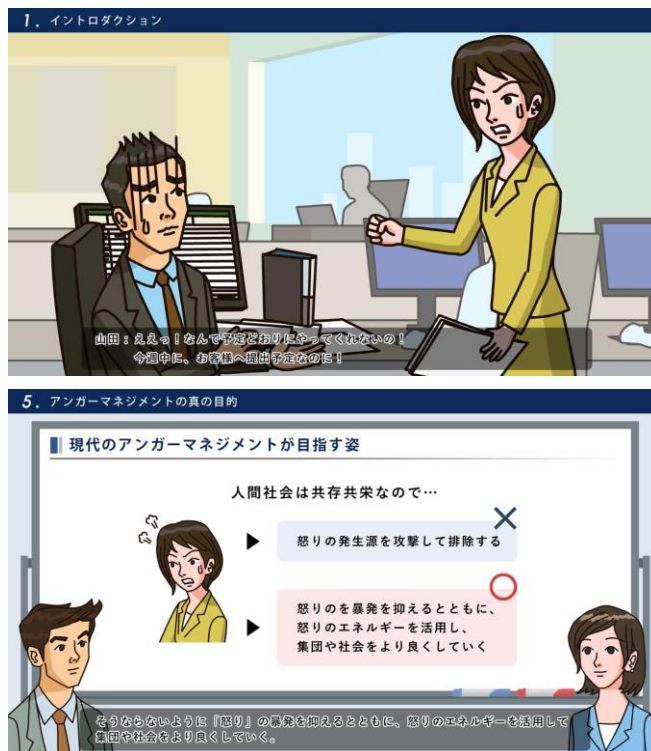 1. イントロダクション
山田：ええっ！なんで予定どおりにやってくれないの！
今週中に、お客様へ提出予定なのに！
5. アンガーマネジメントの真の目的
現代のアンガーマネジメントが目指す姿
人間社会は共存共栄なので…
怒りの発生源を攻撃して排除する
怒りのを暴発を抑えるとともに、
怒りのエネルギーを活用し、
集団や社会をより良くしていく
そうならないように「怒り」の暴発を抑えるとともに、怒りのエネルギーを活用して
集団や社会をより良くしていく。